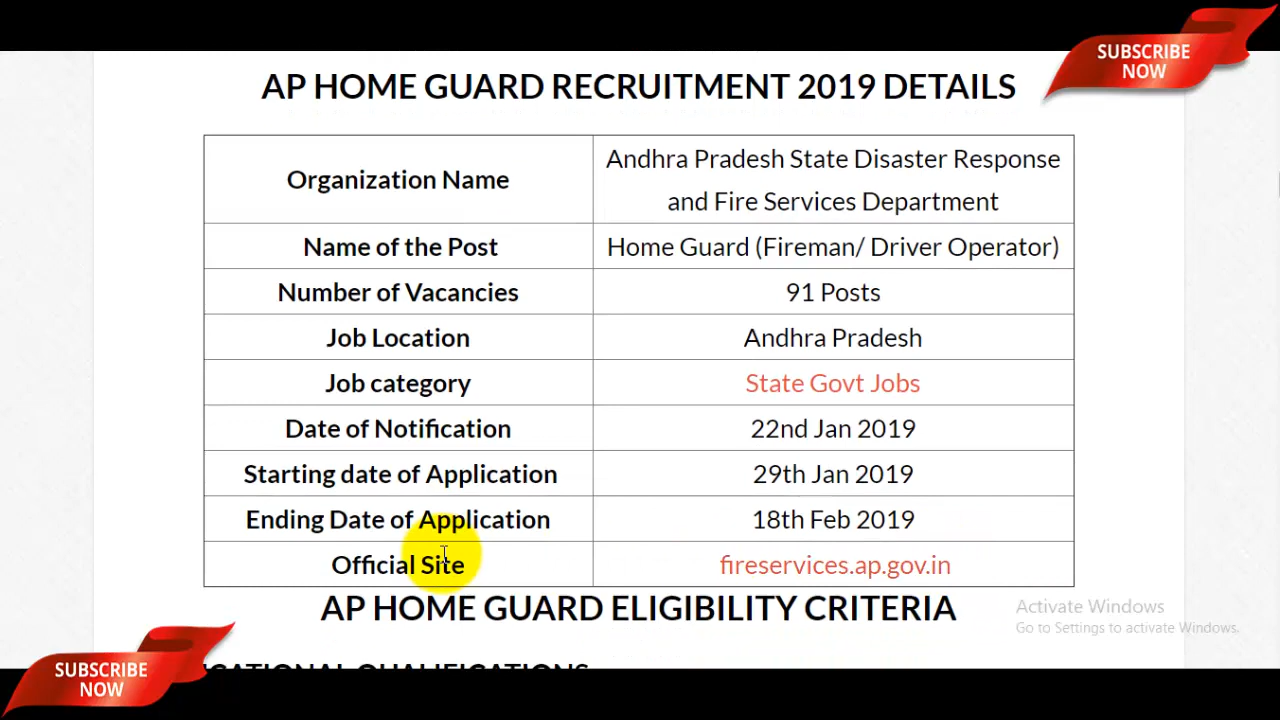 SUBSCRIBE
NOW
AP HOME GUARD RECRUITMENT 2019 DETAILS
Organization Name
Andhra Pradesh State Disaster Response
and Fire Services Department
Name of the Post
Home Guard (Fireman/ Driver Operator)
Number of Vacancies
91 Posts
Job Location
Andhra Pradesh
Job category
State Govt Jobs
Date of Notification
22nd Jan 2019
Starting date of Application
29th Jan 2019
Ending Date of Application
18th Feb 2019
Official Site
fireservices.ap.gov.in
AP HOME GUARD ELIGIBILITY CRITERIA
Activate Windows
Go to Settings to activate Windows.
SUBSCRIBE
NOW